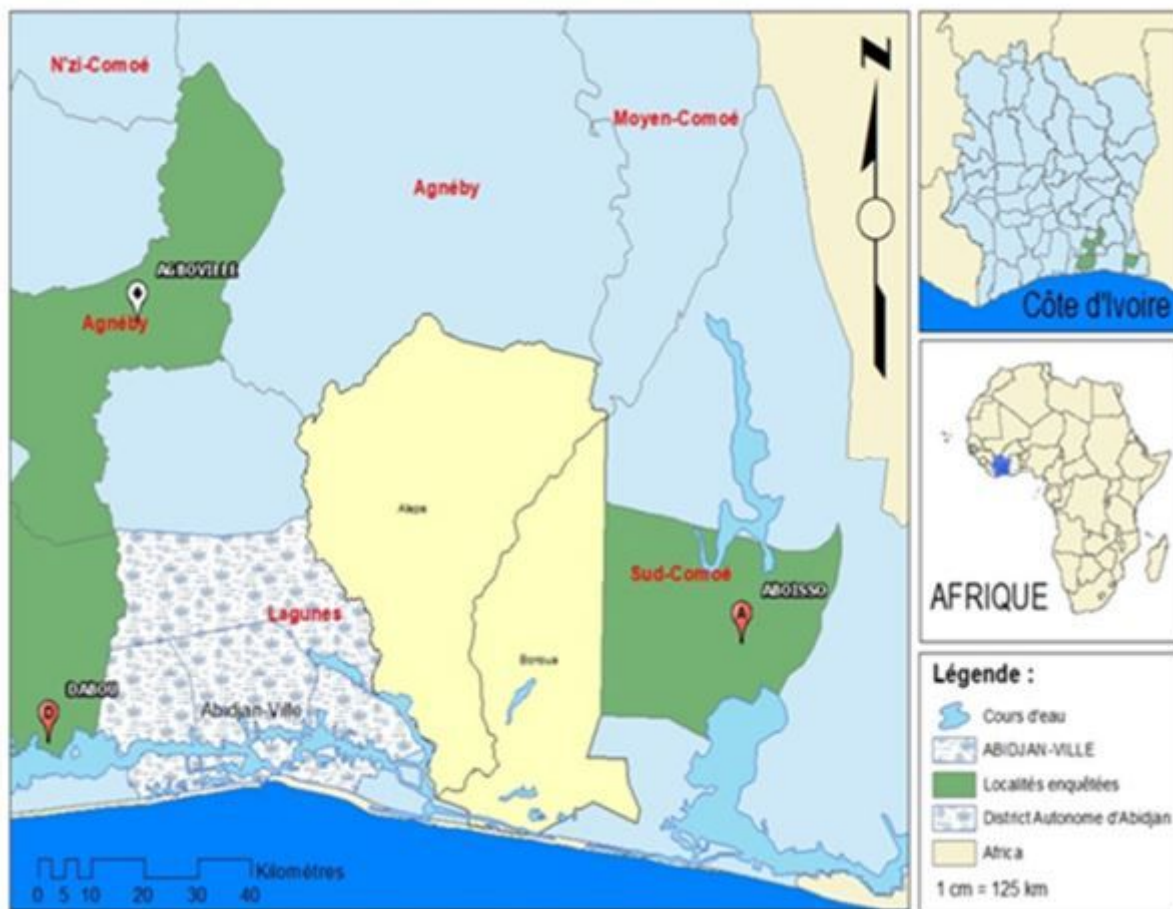 N'zi-Comoé
Moyen-Comoé
Agnéby
AGBOVILLE
Agnéby
Sud-Comoé
ABOISSO
A
Lagunes
DABOU
D
Abidjan-Ville
Kilométres
0 5 10 20 30 40
Côte d'Ivoire
AFRIQUE
Légende :
Cours d'eau
ABIDJAN-VILLE
Localités enquêtées
District Autonome d'Abidjan
Africa
1 cm = 125 km